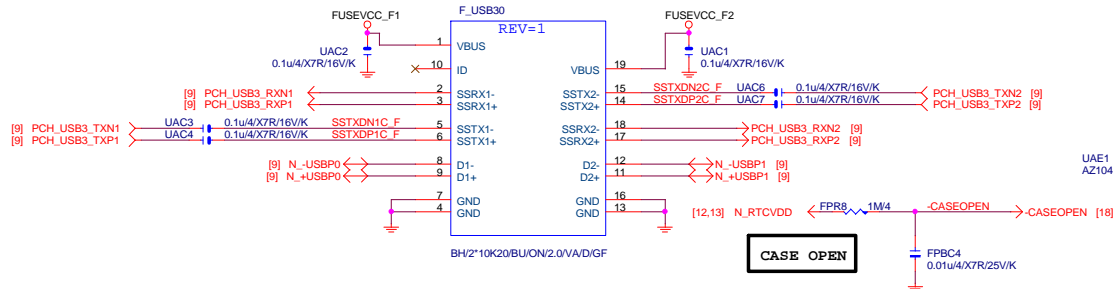 FUSEVCC_F1
F_USB30
FUSEVCC_F2
REV=1
UAC2
0.1u/4/X7R/16V/K
1 VBUS
10 ID
VBUS 19
UAC1
0.1u/4/X7R/16V/K
[9] PCH_USB3_RXN1 2 SSRX1-
[9] PCH_USB3_RXP1 3 SSRX1+
SSTX2- 15 SSTXDN2C_F UAC6 0.1u/4/X7R/16V/K PCH_USB3_TXN2 [9]
SSTX2+ 14 SSTXDP2C_F UAC7 0.1u/4/X7R/16V/K PCH_USB3_TXP2 [9]
[9] PCH_USB3_TXN1 UAC3 0.1u/4/X7R/16V/K SSTXDN1C_F 5 SSTX1-
[9] PCH_USB3_TXP1 UAC4 0.1u/4/X7R/16V/K SSTXDP1C_F 6 SSTX1+
SSRX2- 18 PCH_USB3_RXN2 [9]
SSRX2+ 17 PCH_USB3_RXP2 [9]
[9] N_-USBP0 8 D1-
[9] N_+USBP0 9 D1+
D2- 12 N_-USBP1 [9]
D2+ 11 N_+USBP1 [9]
7 GND
4 GND
GND 16
GND 13
BH/2*10K20/BU/ON/2.0/VA/D/GF
UAE1
AZ104
[12,13] N_RTCVDD FPR8 1M/4 -CASEOPEN -CASEOPEN [18]
CASE OPEN
FPBC4
0.01u/4/X7R/25V/K